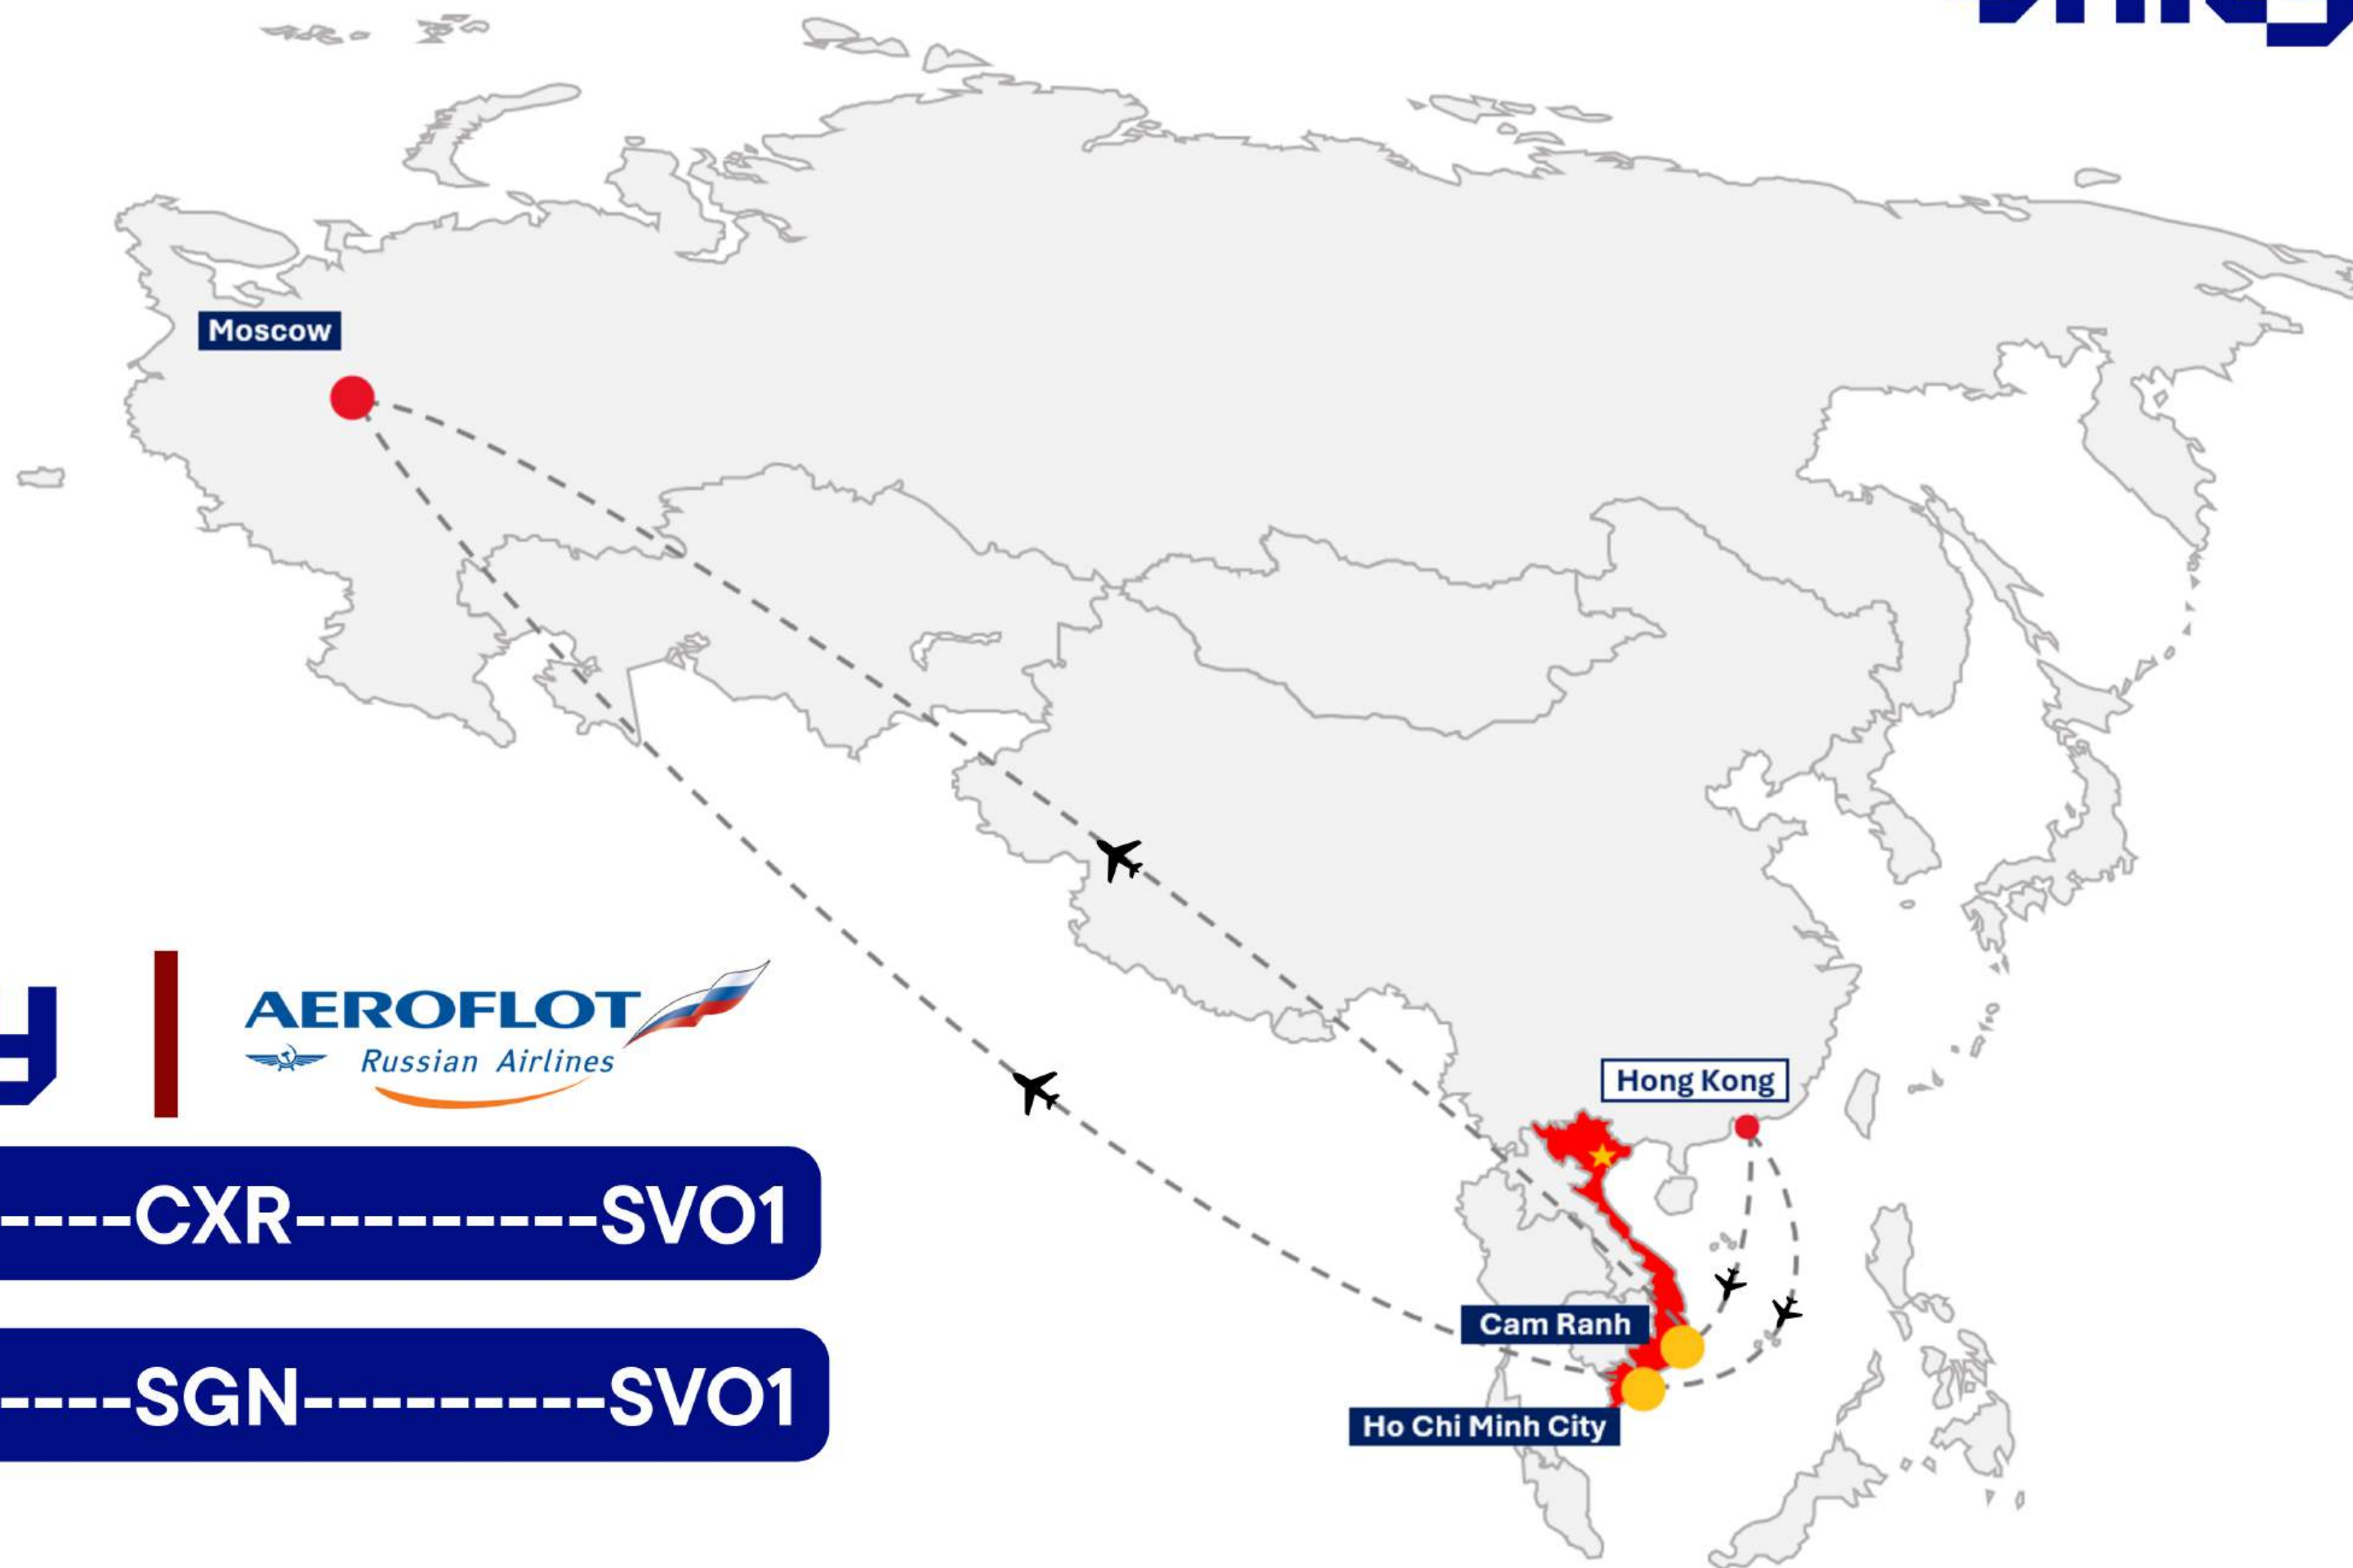 Moscow
AEROFLOT
Russian Airlines
Hong Kong
----CXR----------SVO1
Cam Ranh
----SGN----------SVO1
Ho Chi Minh City